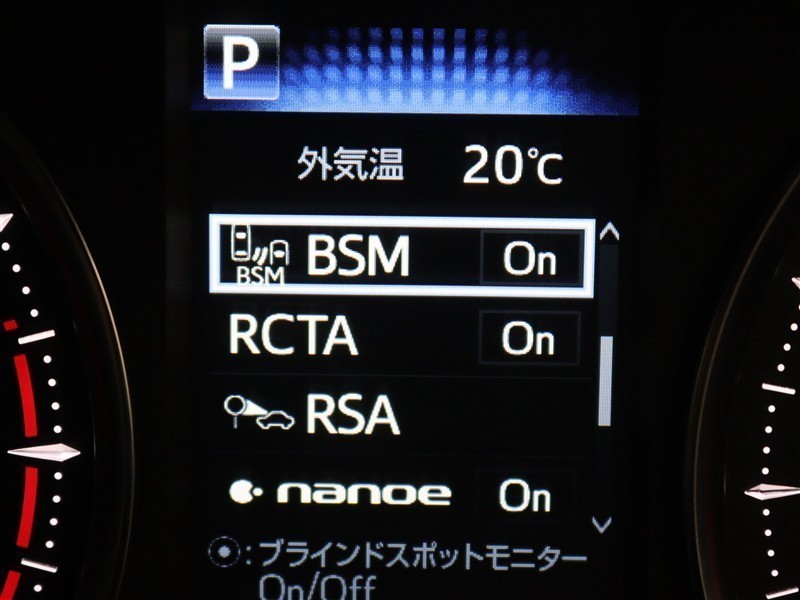 P
外気温 20℃
BSM BSM On
RCTA On
RSA
nanoe On
：ブラインドスポットモニター
On/Off